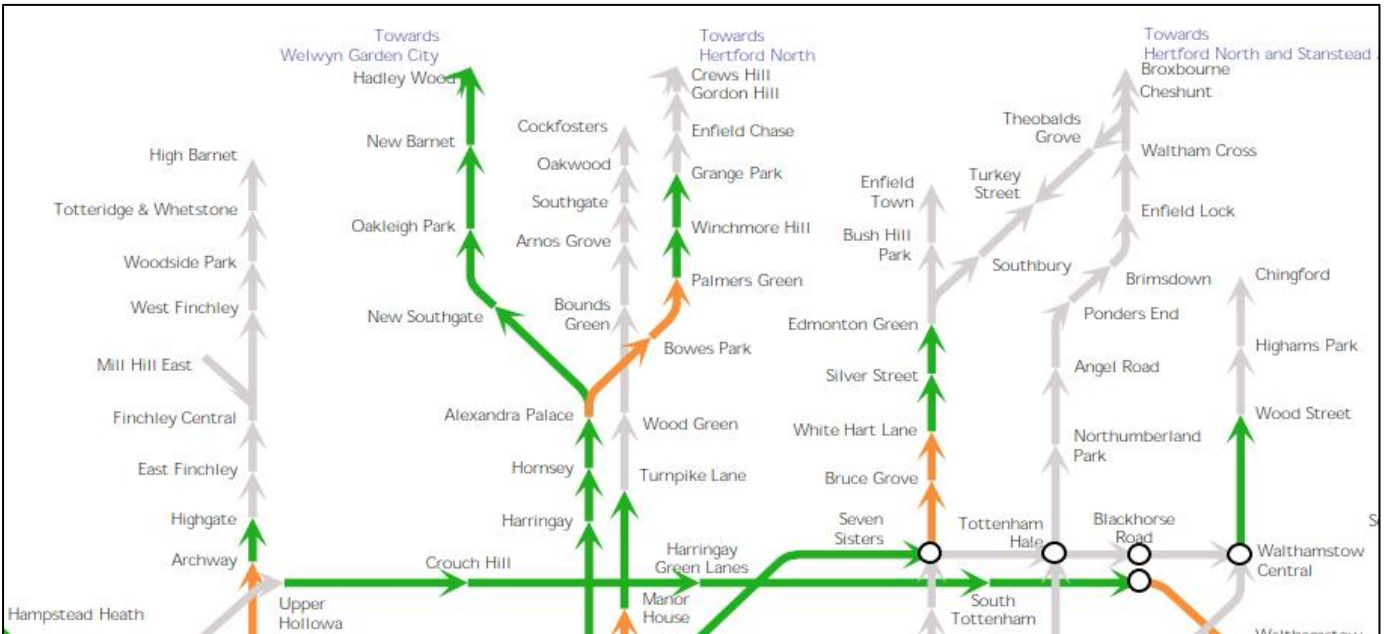 Towards
Welwyn Garden City
Towards
Hertford North
Towards
Hertford North and Stanstead
Hadley Wood
Crews Hill
Gordon Hill
Broxbourne
Cheshunt
Cockfosters
Enfield Chase
Theobalds
Grove
New Barnet
Waltham Cross
High Barnet
Oakwood
Grange Park
Turkey
Street
Enfield
Town
Totteridge & Whetstone
Southgate
Enfield Lock
Oakleigh Park
Arnos Grove
Winchmore Hill
Bush Hill
Park
Woodside Park
Southbury
Brimsdown
Chingford
Palmers Green
West Finchley
Bounds
Green
New Southgate
Edmonton Green
Ponders End
Bowes Park
Highams Park
Mill Hill East
Silver Street
Angel Road
Finchley Central
Alexandra Palace
Wood Green
White Hart Lane
Wood Street
Northumberland
Park
East Finchley
Hornsey
Turnpike Lane
Bruce Grove
Highgate
Harringay
Seven
Sisters
Tottenham
Hale
Blackhorse
Road
S
Archway
Crouch Hill
Harringay
Green Lanes
Walthamstow
Central
Hampstead Heath
Upper
Hollowa
Manor
House
South
Tottenham
Walthamstow